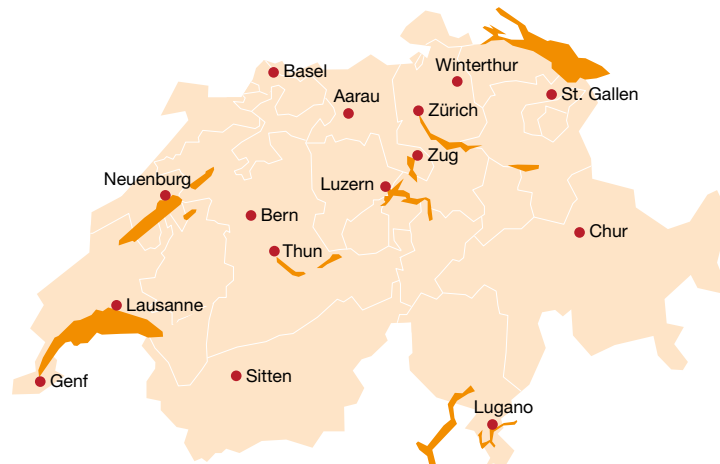 Basel
Winterthur
Aarau
St. Gallen
Zürich
Zug
Neuenburg
Luzern
Bern
Chur
Thun
Lausanne
Genf
Sitten
Lugano